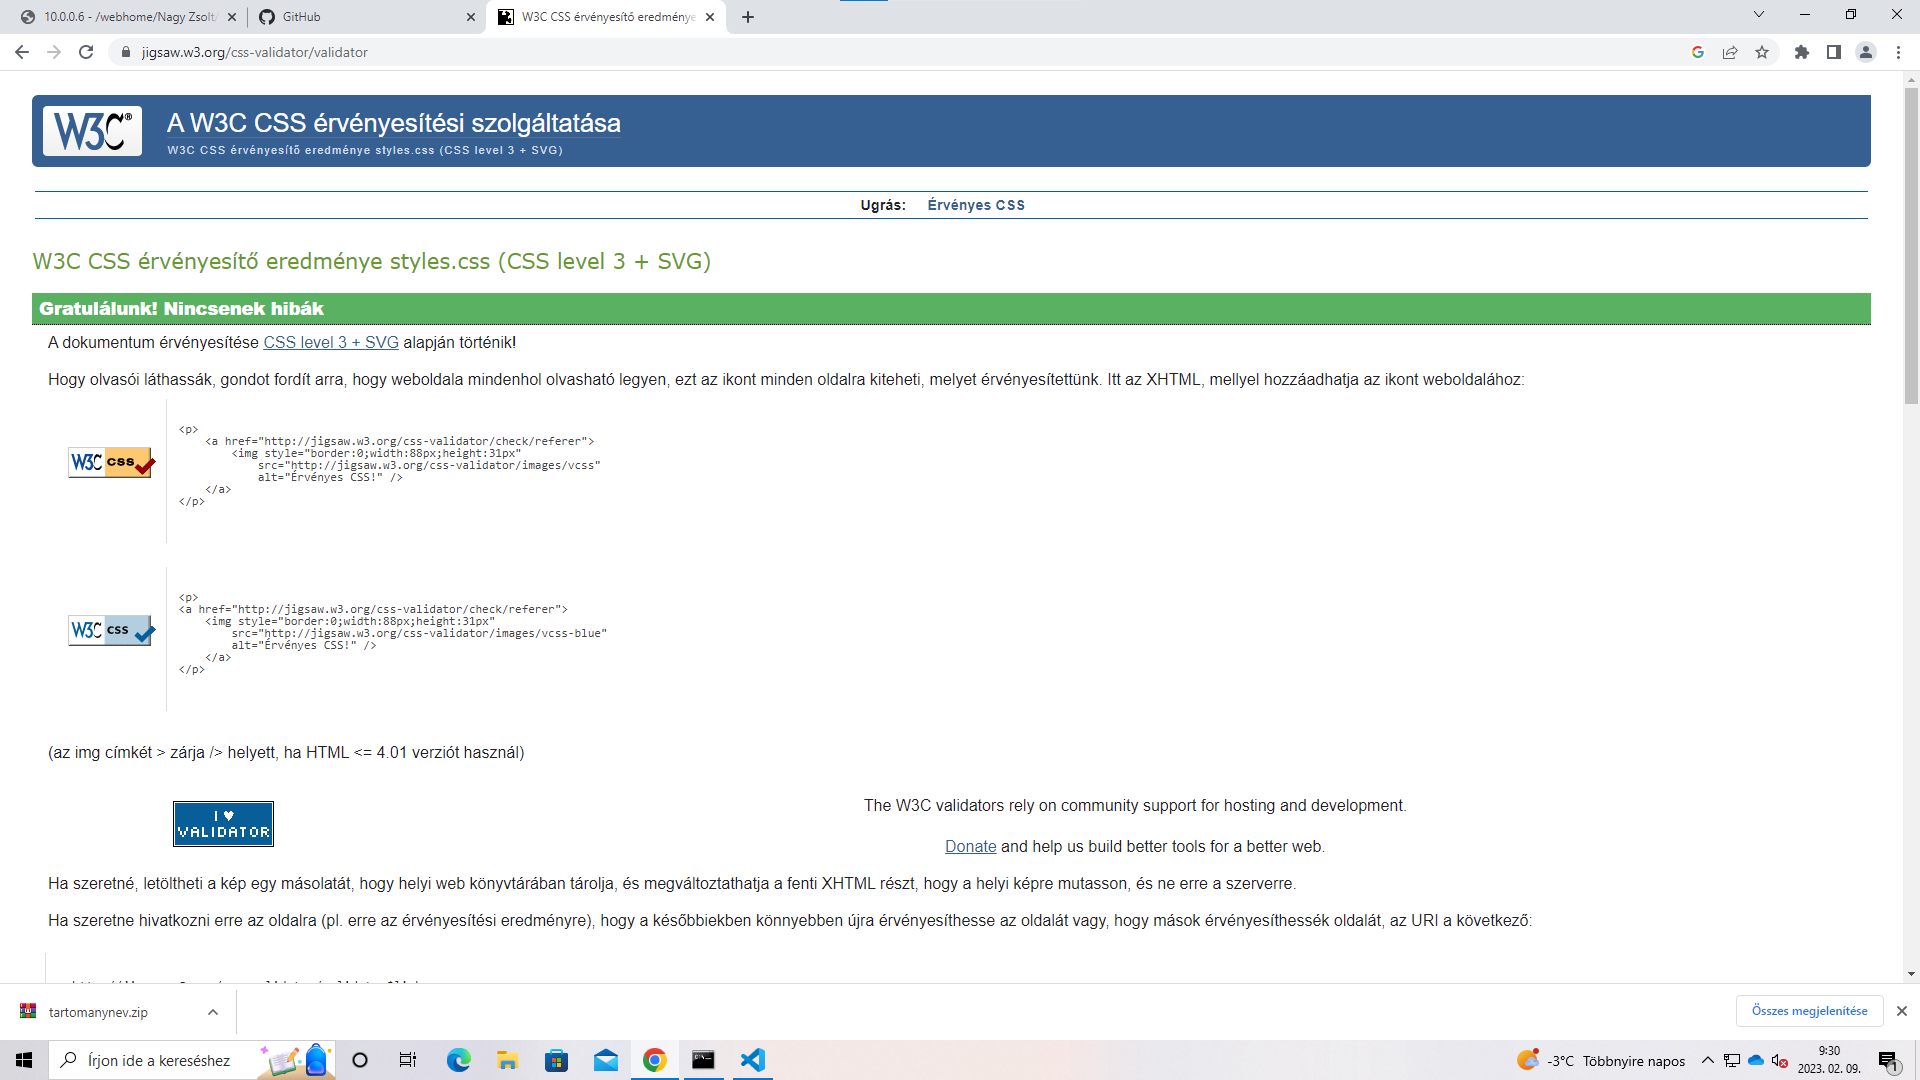 10.0.0.6 - /webhome/Nagy Zsolt/
GitHub
W3C CSS érvényesítő eredménye
jigsaw.w3.org/css-validator/validator
W3C®
A W3C CSS érvényesítési szolgáltatása
W3C CSS érvényesítő eredménye styles.css (CSS level 3 + SVG)
Ugrás: Érvényes CSS
W3C CSS érvényesítő eredménye styles.css (CSS level 3 + SVG)
Gratulálunk! Nincsenek hibák
A dokumentum érvényesítése CSS level 3 + SVG alapján történik!
Hogy olvasói láthassák, gondot fordít arra, hogy weboldala mindenhol olvasható legyen, ezt az ikont minden oldalra kiteheti, melyet érvényesítettünk. Itt az XHTML, mellyel hozzáadhatja az ikont weboldalához:
W3C css
<p>
<a href="http://jigsaw.w3.org/css-validator/check/referer">
<img style="border:0;width:88px;height:31px"
src="http://jigsaw.w3.org/css-validator/images/vcss"
alt="Érvényes CSS!" />
</a>
</p>
W3C css
<p>
<a href="http://jigsaw.w3.org/css-validator/check/referer">
<img style="border:0;width:88px;height:31px"
src="http://jigsaw.w3.org/css-validator/images/vcss-blue"
alt="Érvényes CSS!" />
</a>
</p>
(az img címkét > zárja /> helyett, ha HTML <= 4.01 verziót használ)
I ♥
VALIDATOR
The W3C validators rely on community support for hosting and development.
Donate and help us build better tools for a better web.
Ha szeretné, letöltheti a kép egy másolatát, hogy helyi web könyvtárában tárolja, és megváltoztathatja a fenti XHTML részt, hogy a helyi képre mutasson, és ne erre a szerverre.
Ha szeretne hivatkozni erre az oldalra (pl. erre az érvényesítési eredményre), hogy a későbbiekben könnyebben újra érvényesíthesse az oldalát vagy, hogy mások érvényesíthessék oldalát, az URI a következő:
tartomanynev.zip
Összes megjelenítése
Írjon ide a kereséshez
-3°C Többnyire napos
9:30
2023. 02. 09.
1